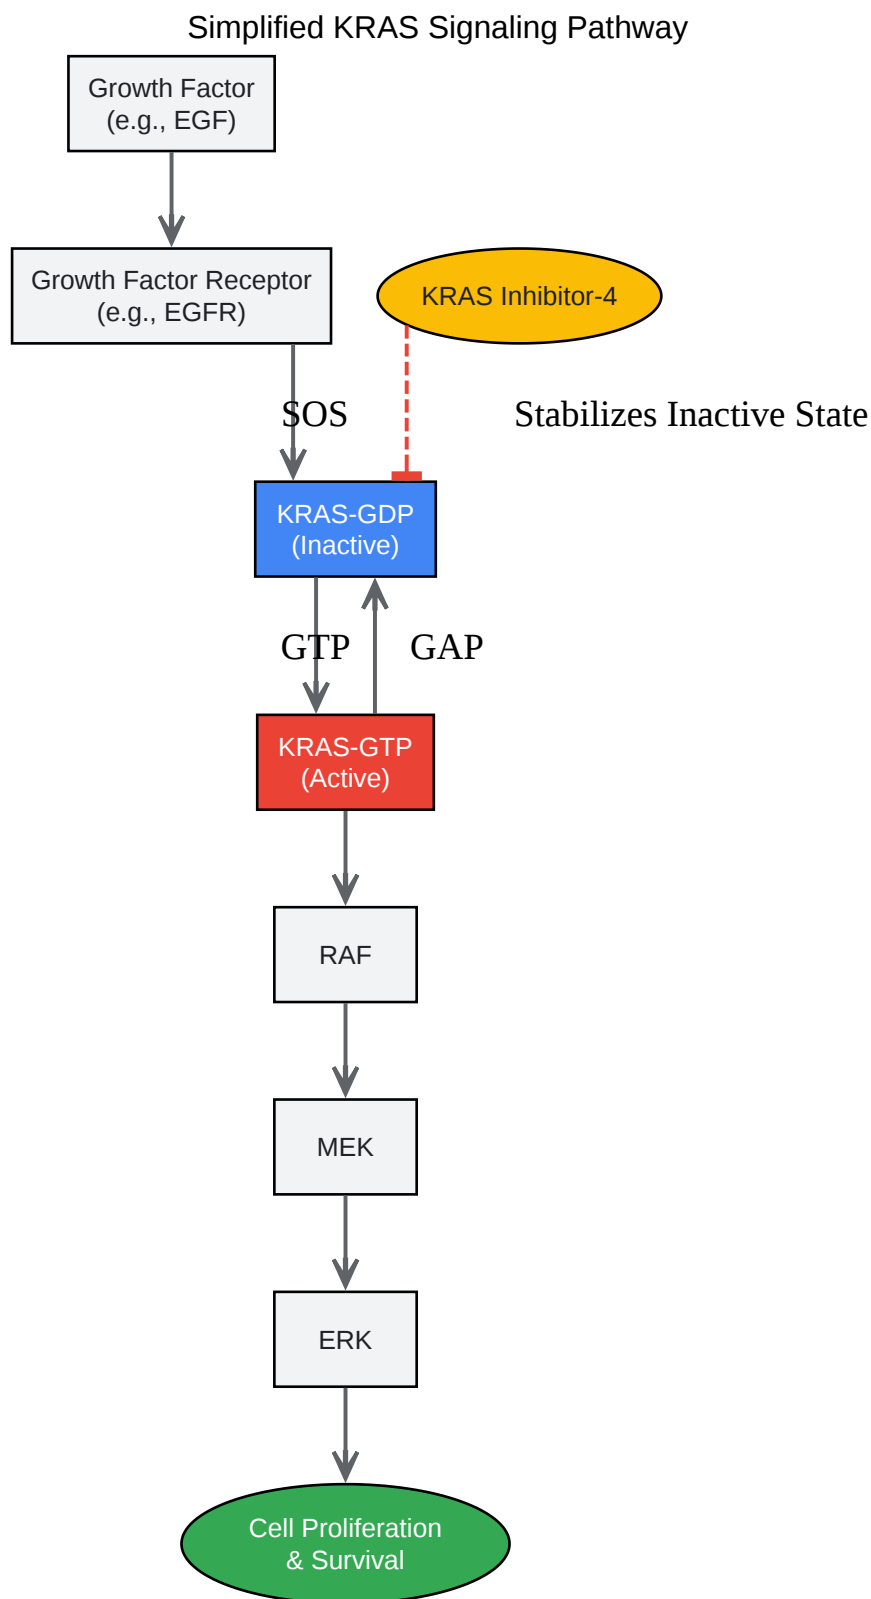 Simplified KRAS Signaling Pathway
Growth Factor
(e.g., EGF)
Growth Factor Receptor
(e.g., EGFR)
KRAS Inhibitor-4
SOS
Stabilizes Inactive State
KRAS-GDP
(Inactive)
GTP
GAP
KRAS-GTP
(Active)
RAF
MEK
ERK
Cell Proliferation
& Survival